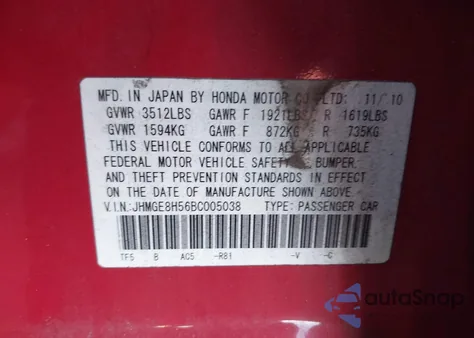 MFD. IN JAPAN BY HONDA MOTOR CO., LTD. 11/10
GVWR 3512LBS GAWR F 1921LBS R 1619LBS
GVWR 1594KG GAWR F 872KG R 735KG
THIS VEHICLE CONFORMS TO ALL APPLICABLE
FEDERAL MOTOR VEHICLE SAFETY, BUMPER,
AND THEFT PREVENTION STANDARDS IN EFFECT
ON THE DATE OF MANUFACTURE SHOWN ABOVE.
V.I.N.:JHMGE8H56BC005038 TYPE: PASSENGER CAR
TF5 B AC5 -R81 -V -C
autoSnap